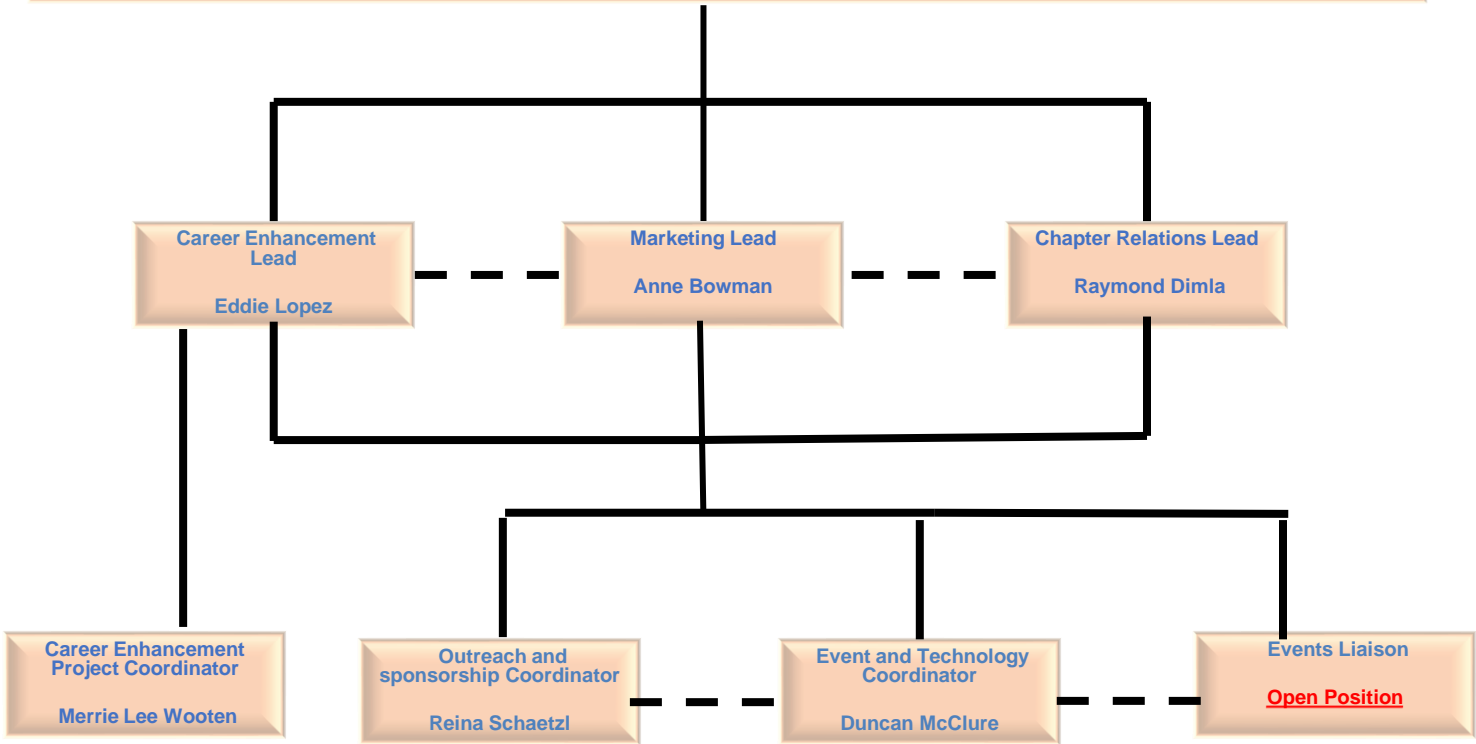 Career Enhancement
Lead
Eddie Lopez
Marketing Lead
Anne Bowman
Chapter Relations Lead
Raymond Dimla
Career Enhancement
Project Coordinator
Merrie Lee Wooten
Outreach and
sponsorship Coordinator
Reina Schaetzl
Event and Technology
Coordinator
Duncan McClure
Events Liaison
Open Position